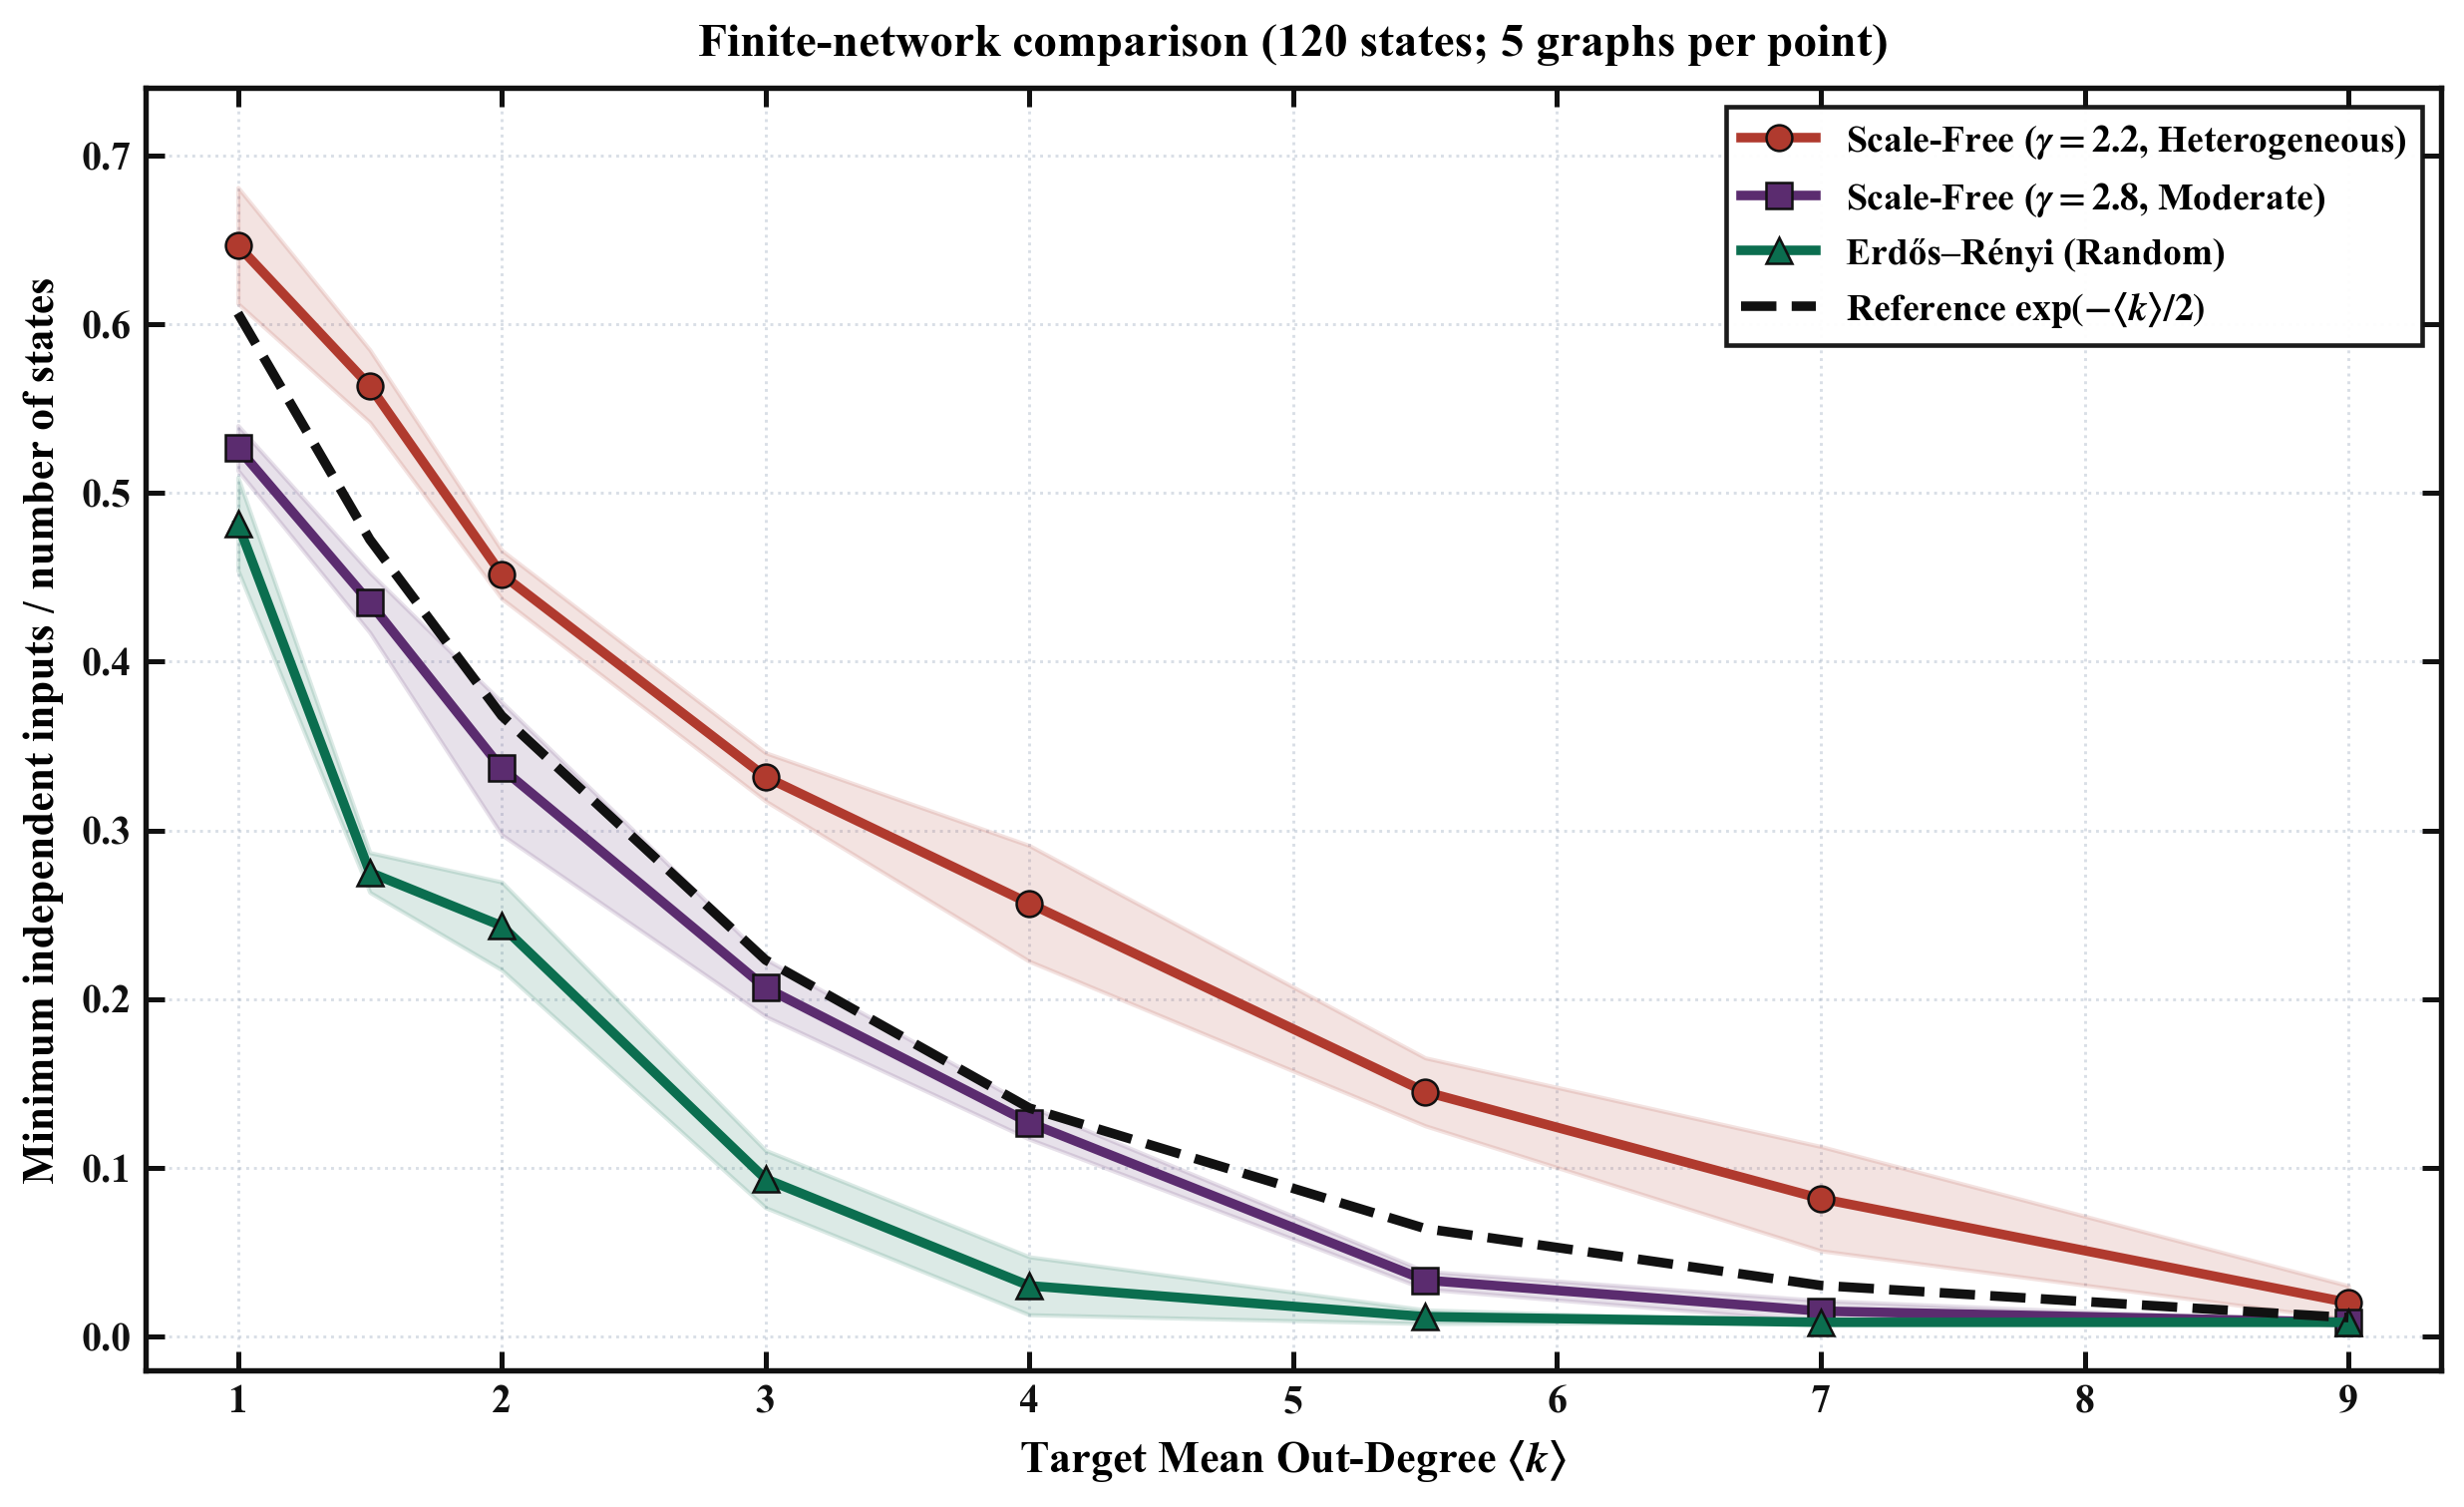 Finite-network comparison (120 states; 5 graphs per point)
Minimum independent inputs / number of states
0.7
0.6
0.5
0.4
0.3
0.2
0.1
0.0
Scale-Free (γ = 2.2, Heterogeneous)
Scale-Free (γ = 2.8, Moderate)
Erdős–Rényi (Random)
Reference exp(−⟨k⟩/2)
1 2 3 4 5 6 7 8 9
Target Mean Out-Degree ⟨k⟩